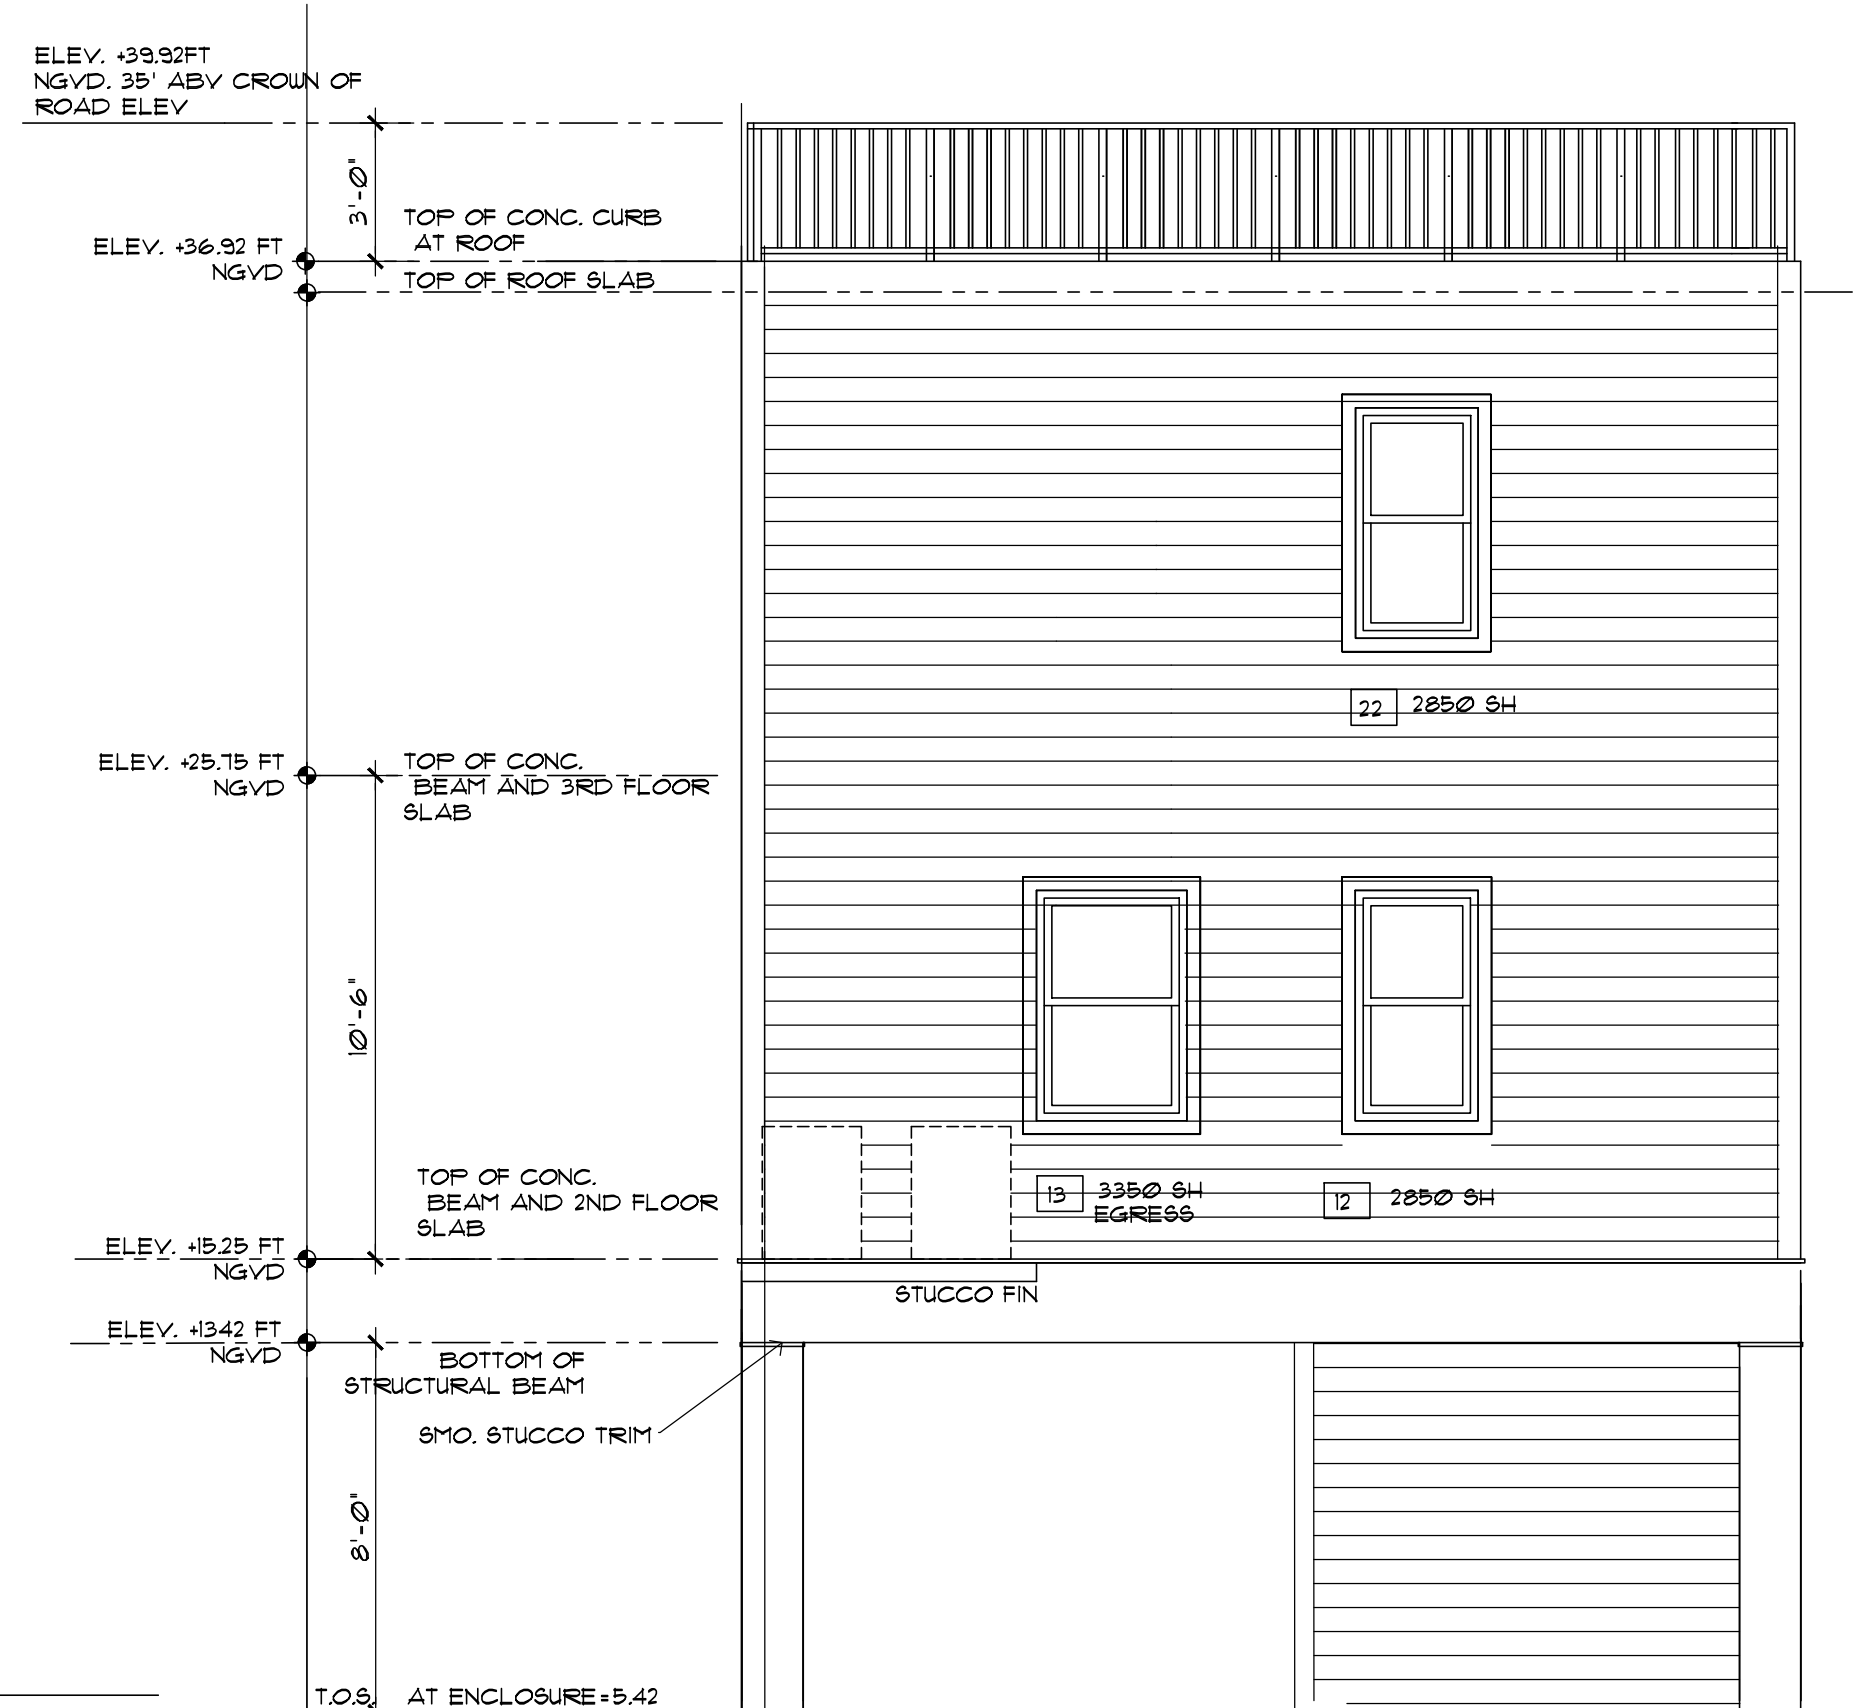 ELEV. +39.92FT
NGVD. 35' ABV CROWN OF
ROAD ELEV
3'-0"
TOP OF CONC. CURB
AT ROOF
ELEV. +36.92 FT
NGVD
TOP OF ROOF SLAB
22 2850 SH
ELEV. +25.75 FT
NGVD
TOP OF CONC.
BEAM AND 3RD FLOOR
SLAB
10'-6"
TOP OF CONC.
BEAM AND 2ND FLOOR
SLAB
13 3350 SH
EGRESS
12 2850 SH
ELEV. +15.25 FT
NGVD
STUCCO FIN
ELEV. +1342 FT
NGVD
BOTTOM OF
STRUCTURAL BEAM
SMO. STUCCO TRIM
8'-0"
T.O.S. AT ENCLOSURE=5.42